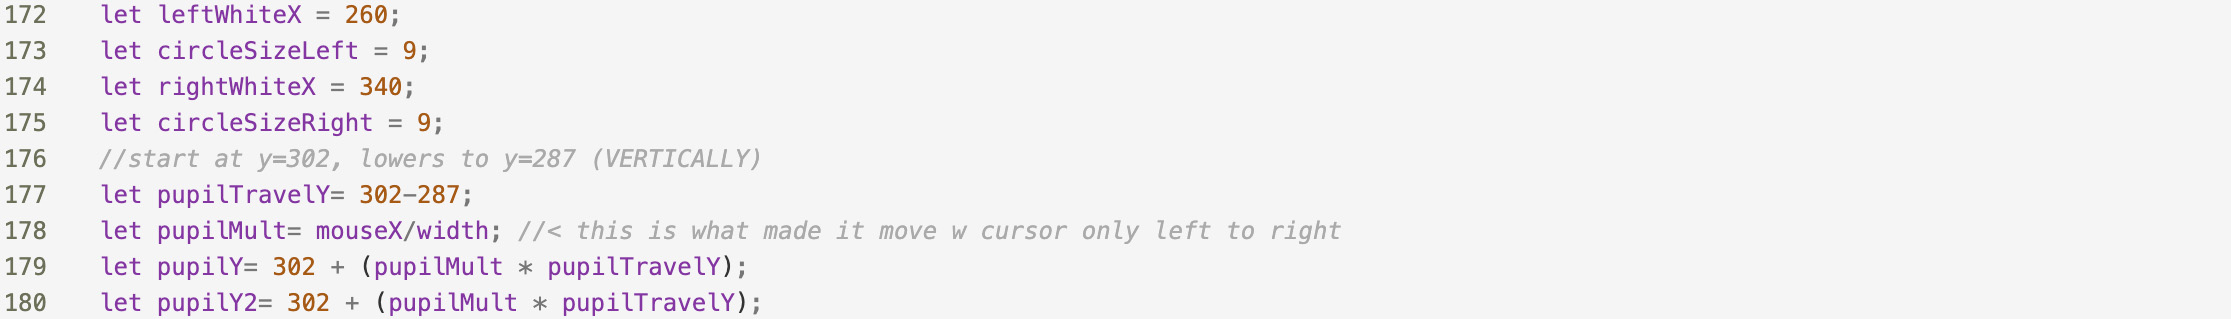 172 let leftWhiteX = 260;
173 let circleSizeLeft = 9;
174 let rightWhiteX = 340;
175 let circleSizeRight = 9;
176 //start at y=302, lowers to y=287 (VERTICALLY)
177 let pupilTravelY= 302-287;
178 let pupilMult= mouseX/width; //< this is what made it move w cursor only left to right
179 let pupilY= 302 + (pupilMult * pupilTravelY);
180 let pupilY2= 302 + (pupilMult * pupilTravelY);